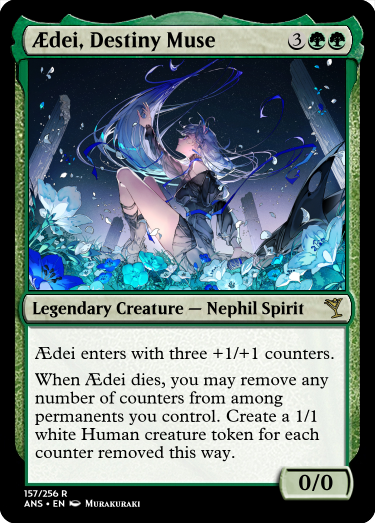 Ædei, Destiny Muse 3
Legendary Creature — Nephil Spirit
Ædei enters with three +1/+1 counters.
When Ædei dies, you may remove any
number of counters from among
permanents you control. Create a 1/1
white Human creature token for each
counter removed this way.
0/0
157/256 R
ANS • EN Murakuraki